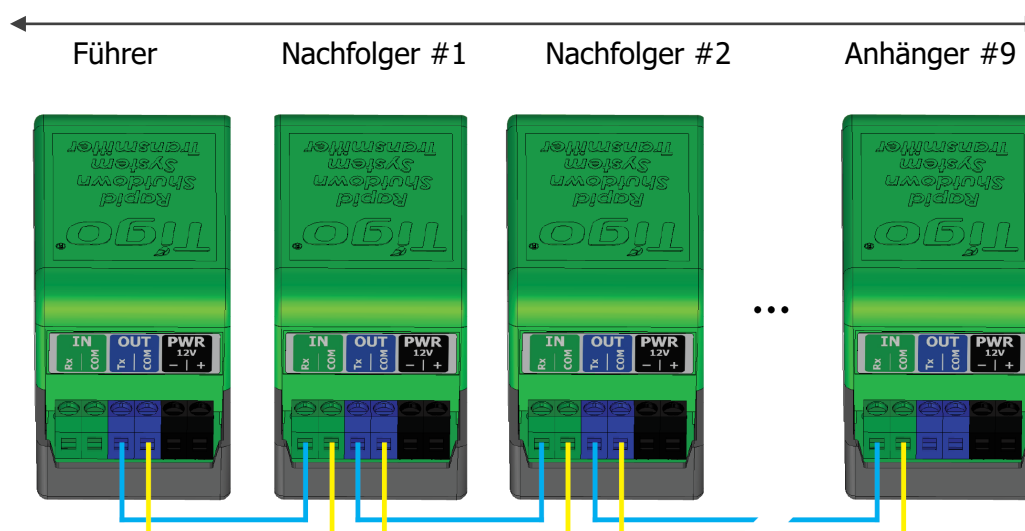 Führer
Nachfolger #1
Nachfolger #2
Anhänger #9
Rapid
Shutdown
System
Transmitter
Tigo®
IN OUT PWR
12V
Rx COM Tx COM – +
Rapid
Shutdown
System
Transmitter
Tigo®
IN OUT PWR
12V
Rx COM Tx COM – +
Rapid
Shutdown
System
Transmitter
Tigo®
IN OUT PWR
12V
Rx COM Tx COM – +
...
Rapid
Shutdown
System
Transmitter
Tigo
IN OUT PWR
12V
Rx COM Tx COM – +